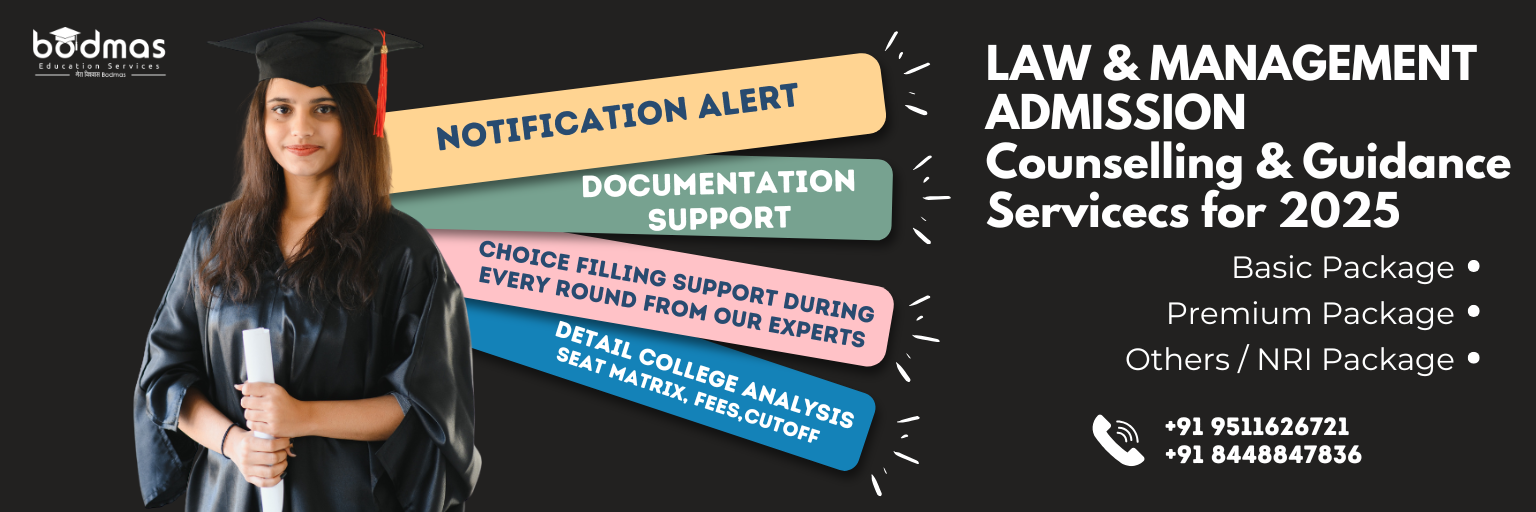 bodmas
Education Services
मेरा विश्वास Bodmas
NOTIFICATION ALERT
DOCUMENTATION
SUPPORT
CHOICE FILLING SUPPORT DURING
EVERY ROUND FROM OUR EXPERTS
DETAIL COLLEGE ANALYSIS
SEAT MATRIX, FEES,CUTOFF
LAW & MANAGEMENT
ADMISSION
Counselling & Guidance
Servicecs for 2025
Basic Package •
Premium Package •
Others / NRI Package •
+91 9511626721
+91 8448847836